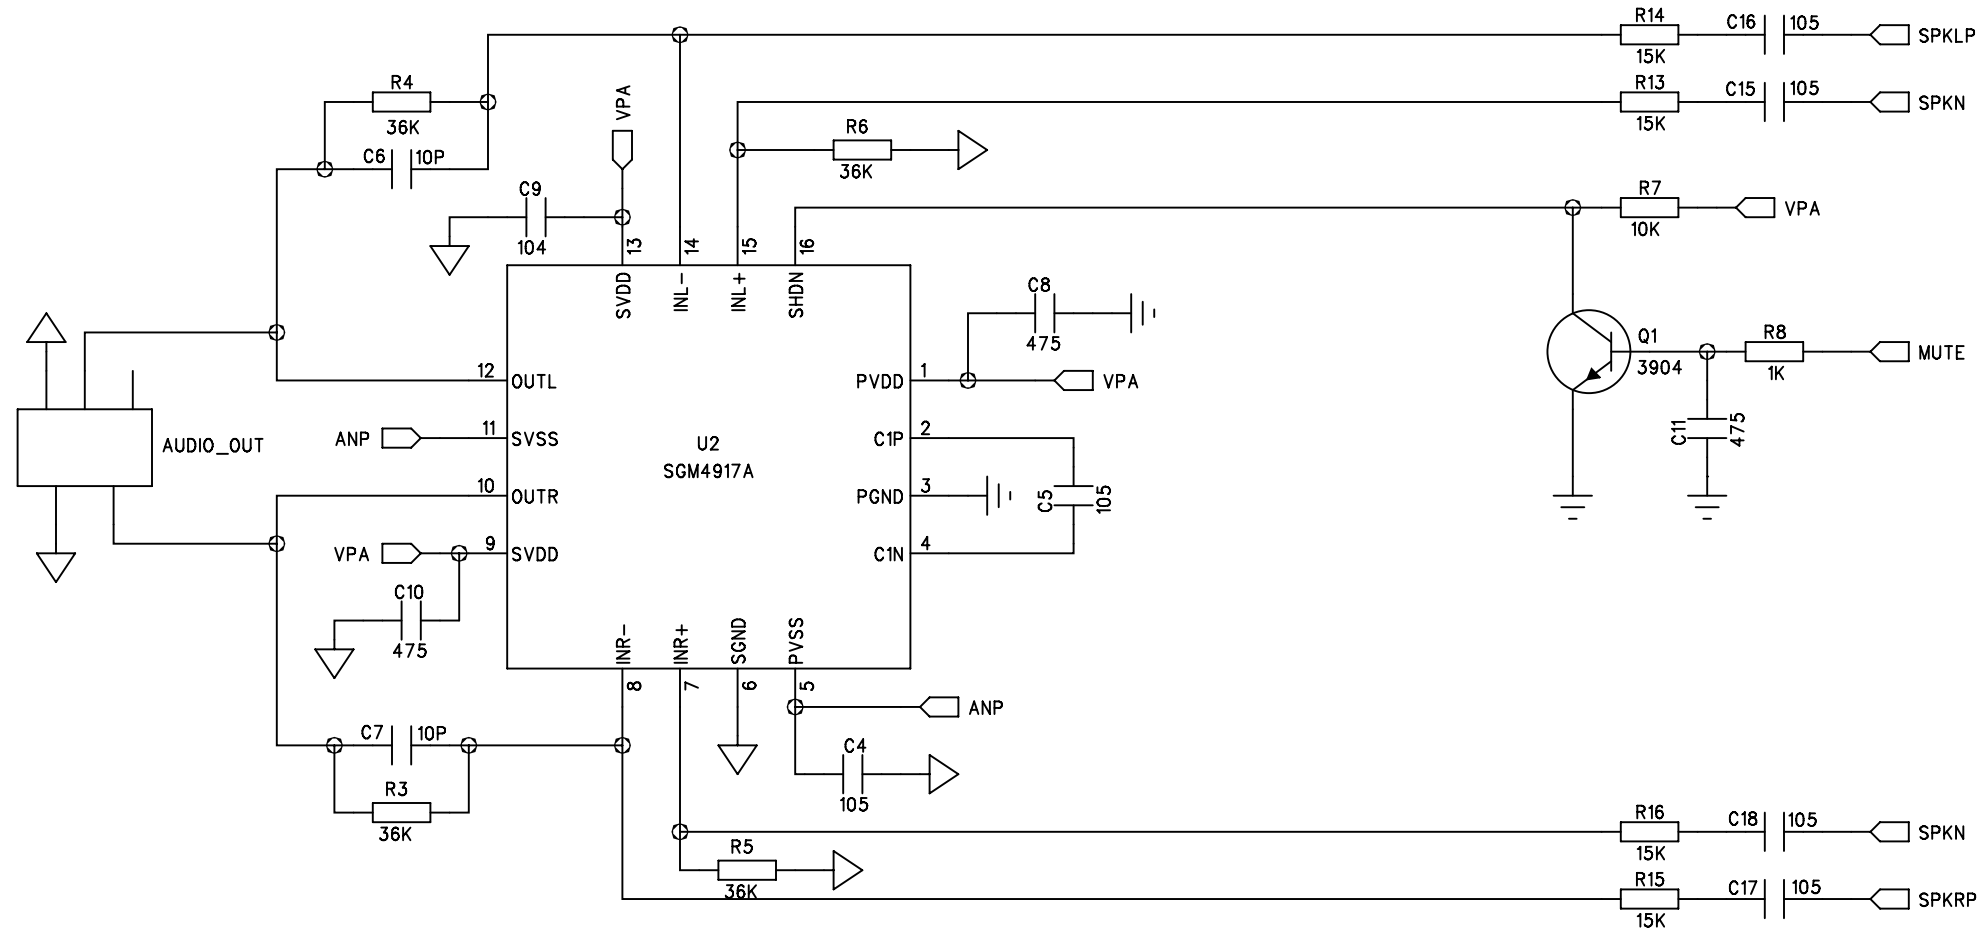 R14
C16
105
SPKLP
15K
R13
C15
105
SPKN
15K
R4
36K
C6
10P
VPA
R6
36K
C9
104
R7
VPA
10K
13
14
15
16
SVDD
INL-
INL+
SHDN
C8
475
Q1
3904
R8
MUTE
1K
12
OUTL
PVDD
1
VPA
C11
475
AUDIO_OUT
ANP
11
SVSS
U2
SGM4917A
C1P
2
10
OUTR
PGND
3
C5
105
VPA
9
SVDD
C1N
4
C10
475
INR-
INR+
SGND
PVSS
8
7
6
5
ANP
C7
10P
C4
105
R3
36K
R5
36K
R16
C18
105
SPKN
15K
R15
C17
105
SPKRP
15K